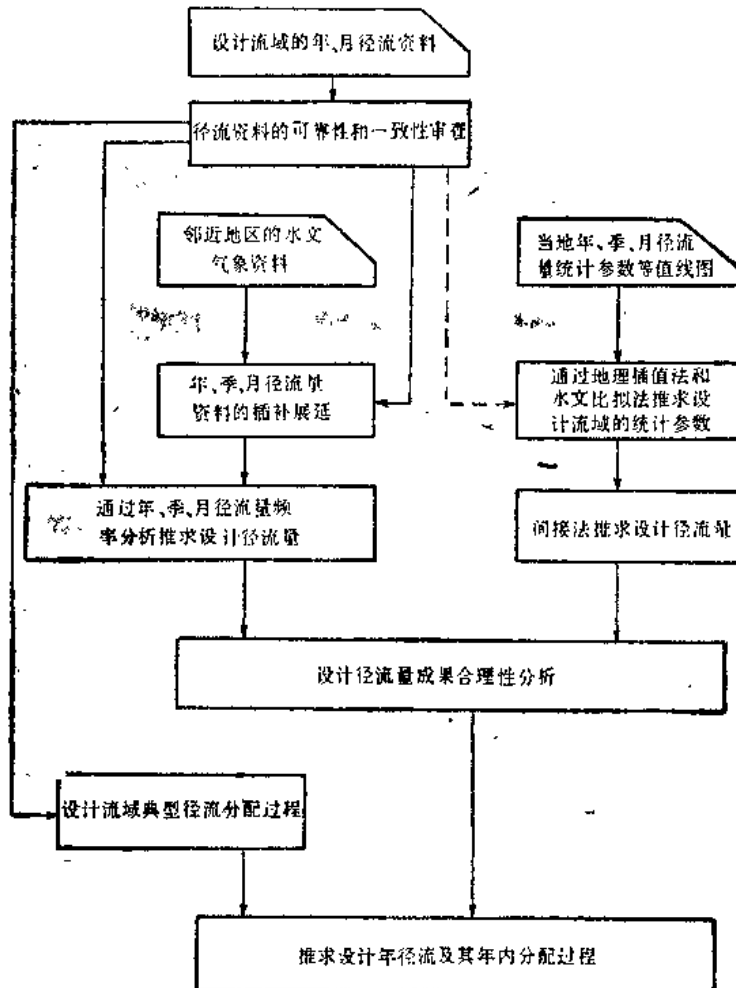 设计流域的年、月径流资料
径流资料的可靠性和一致性审查
邻近地区的水文
气象资料
当地年、季、月径流
量统计参数等值线图
年、季、月径流量
资料的插补展延
通过地理插值法和
水文比拟法推求设
计流域的统计参数
通过年、季、月径流量频
率分析推求设计径流量
间接法推求设计径流量
设计径流量成果合理性分析
设计流域典型径流分配过程
推求设计年径流及其年内分配过程